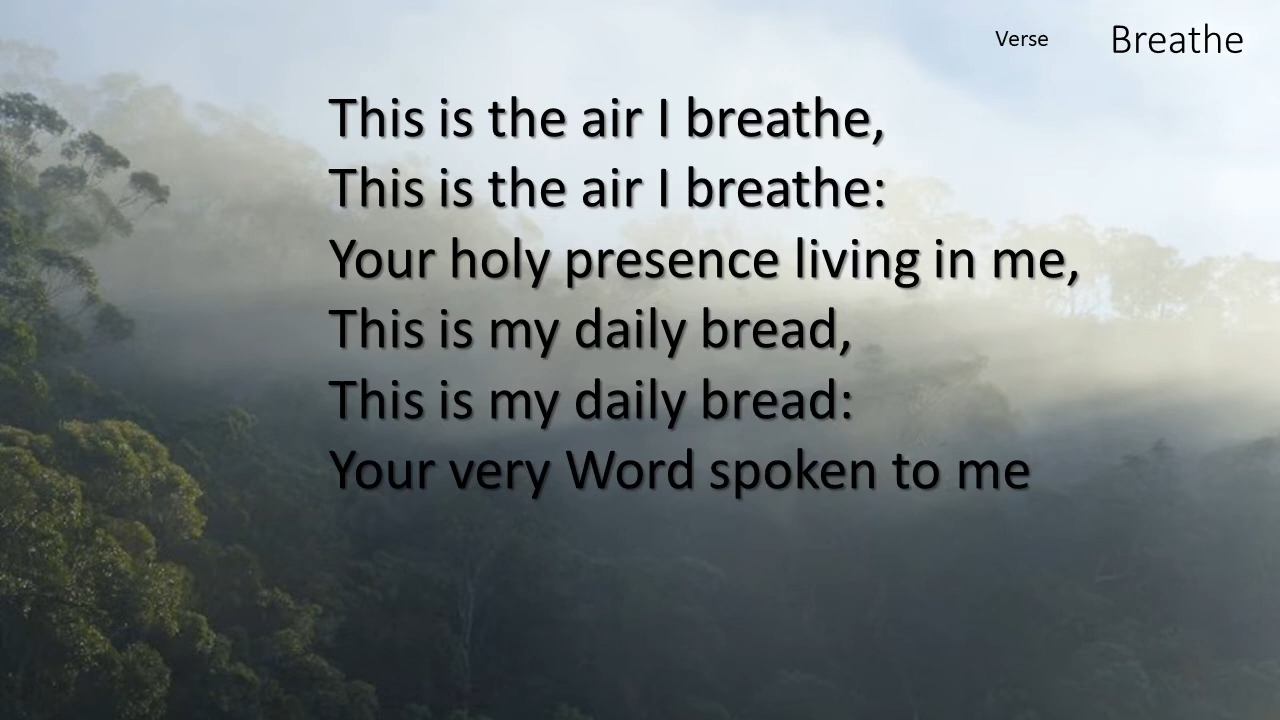 Verse Breathe
This is the air I breathe,
This is the air I breathe:
Your holy presence living in me,
This is my daily bread,
This is my daily bread:
Your very Word spoken to me